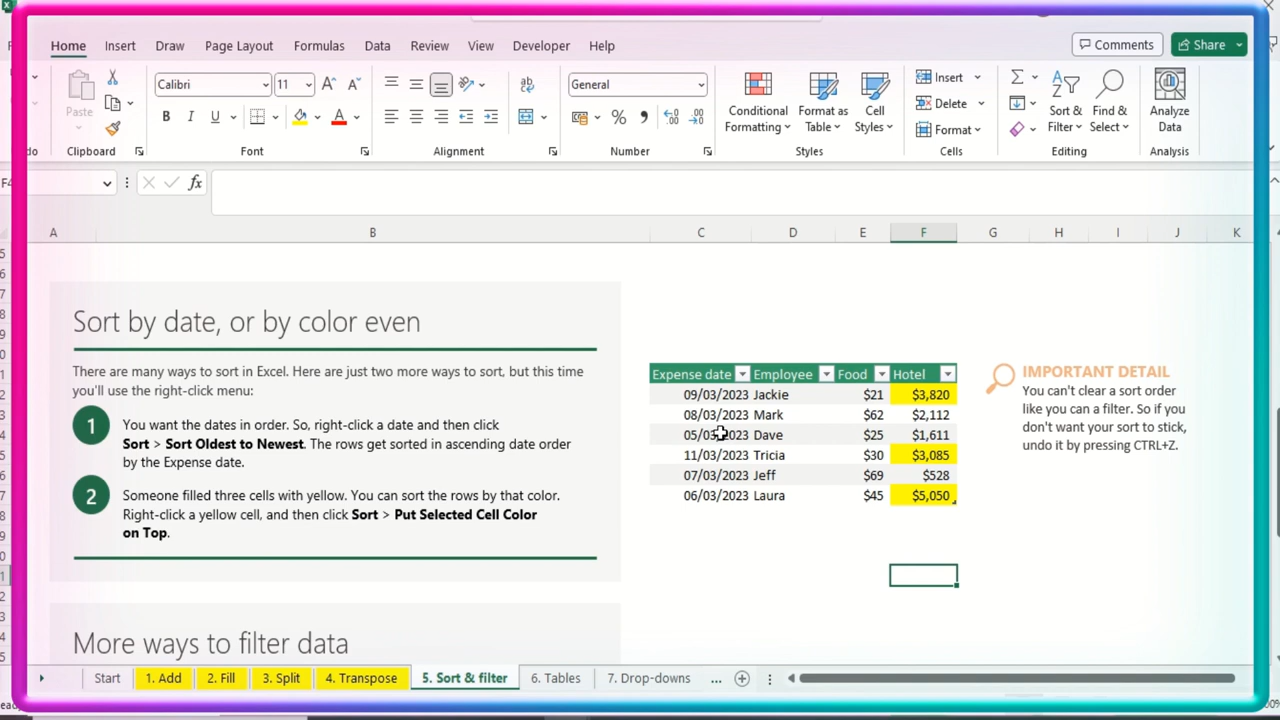 Home Insert Draw Page Layout Formulas Data Review View Developer Help Comments Share
Calibri 11 General Insert
Paste B I U Conditional Formatting Format as Table Cell Styles Delete Sort & Filter Find & Select Analyze Data
Format
Clipboard Font Alignment Number Styles Cells Editing Analysis
fx
A B C D E F G H I J K
Sort by date, or by color even
There are many ways to sort in Excel. Here are just two more ways to sort, but this time
you'll use the right-click menu:
1 You want the dates in order. So, right-click a date and then click
Sort > Sort Oldest to Newest. The rows get sorted in ascending date order
by the Expense date.
2 Someone filled three cells with yellow. You can sort the rows by that color.
Right-click a yellow cell, and then click Sort > Put Selected Cell Color
on Top.
Expense date Employee Food Hotel
09/03/2023 Jackie $21 $3,820
08/03/2023 Mark $62 $2,112
05/03/2023 Dave $25 $1,611
11/03/2023 Tricia $30 $3,085
07/03/2023 Jeff $69 $528
06/03/2023 Laura $45 $5,050
IMPORTANT DETAIL
You can't clear a sort order
like you can a filter. So if
you don't want your sort to stick,
undo it by pressing CTRL+Z.
More ways to filter data
Start 1. Add 2. Fill 3. Split 4. Transpose 5. Sort & filter 6. Tables 7. Drop-downs ...